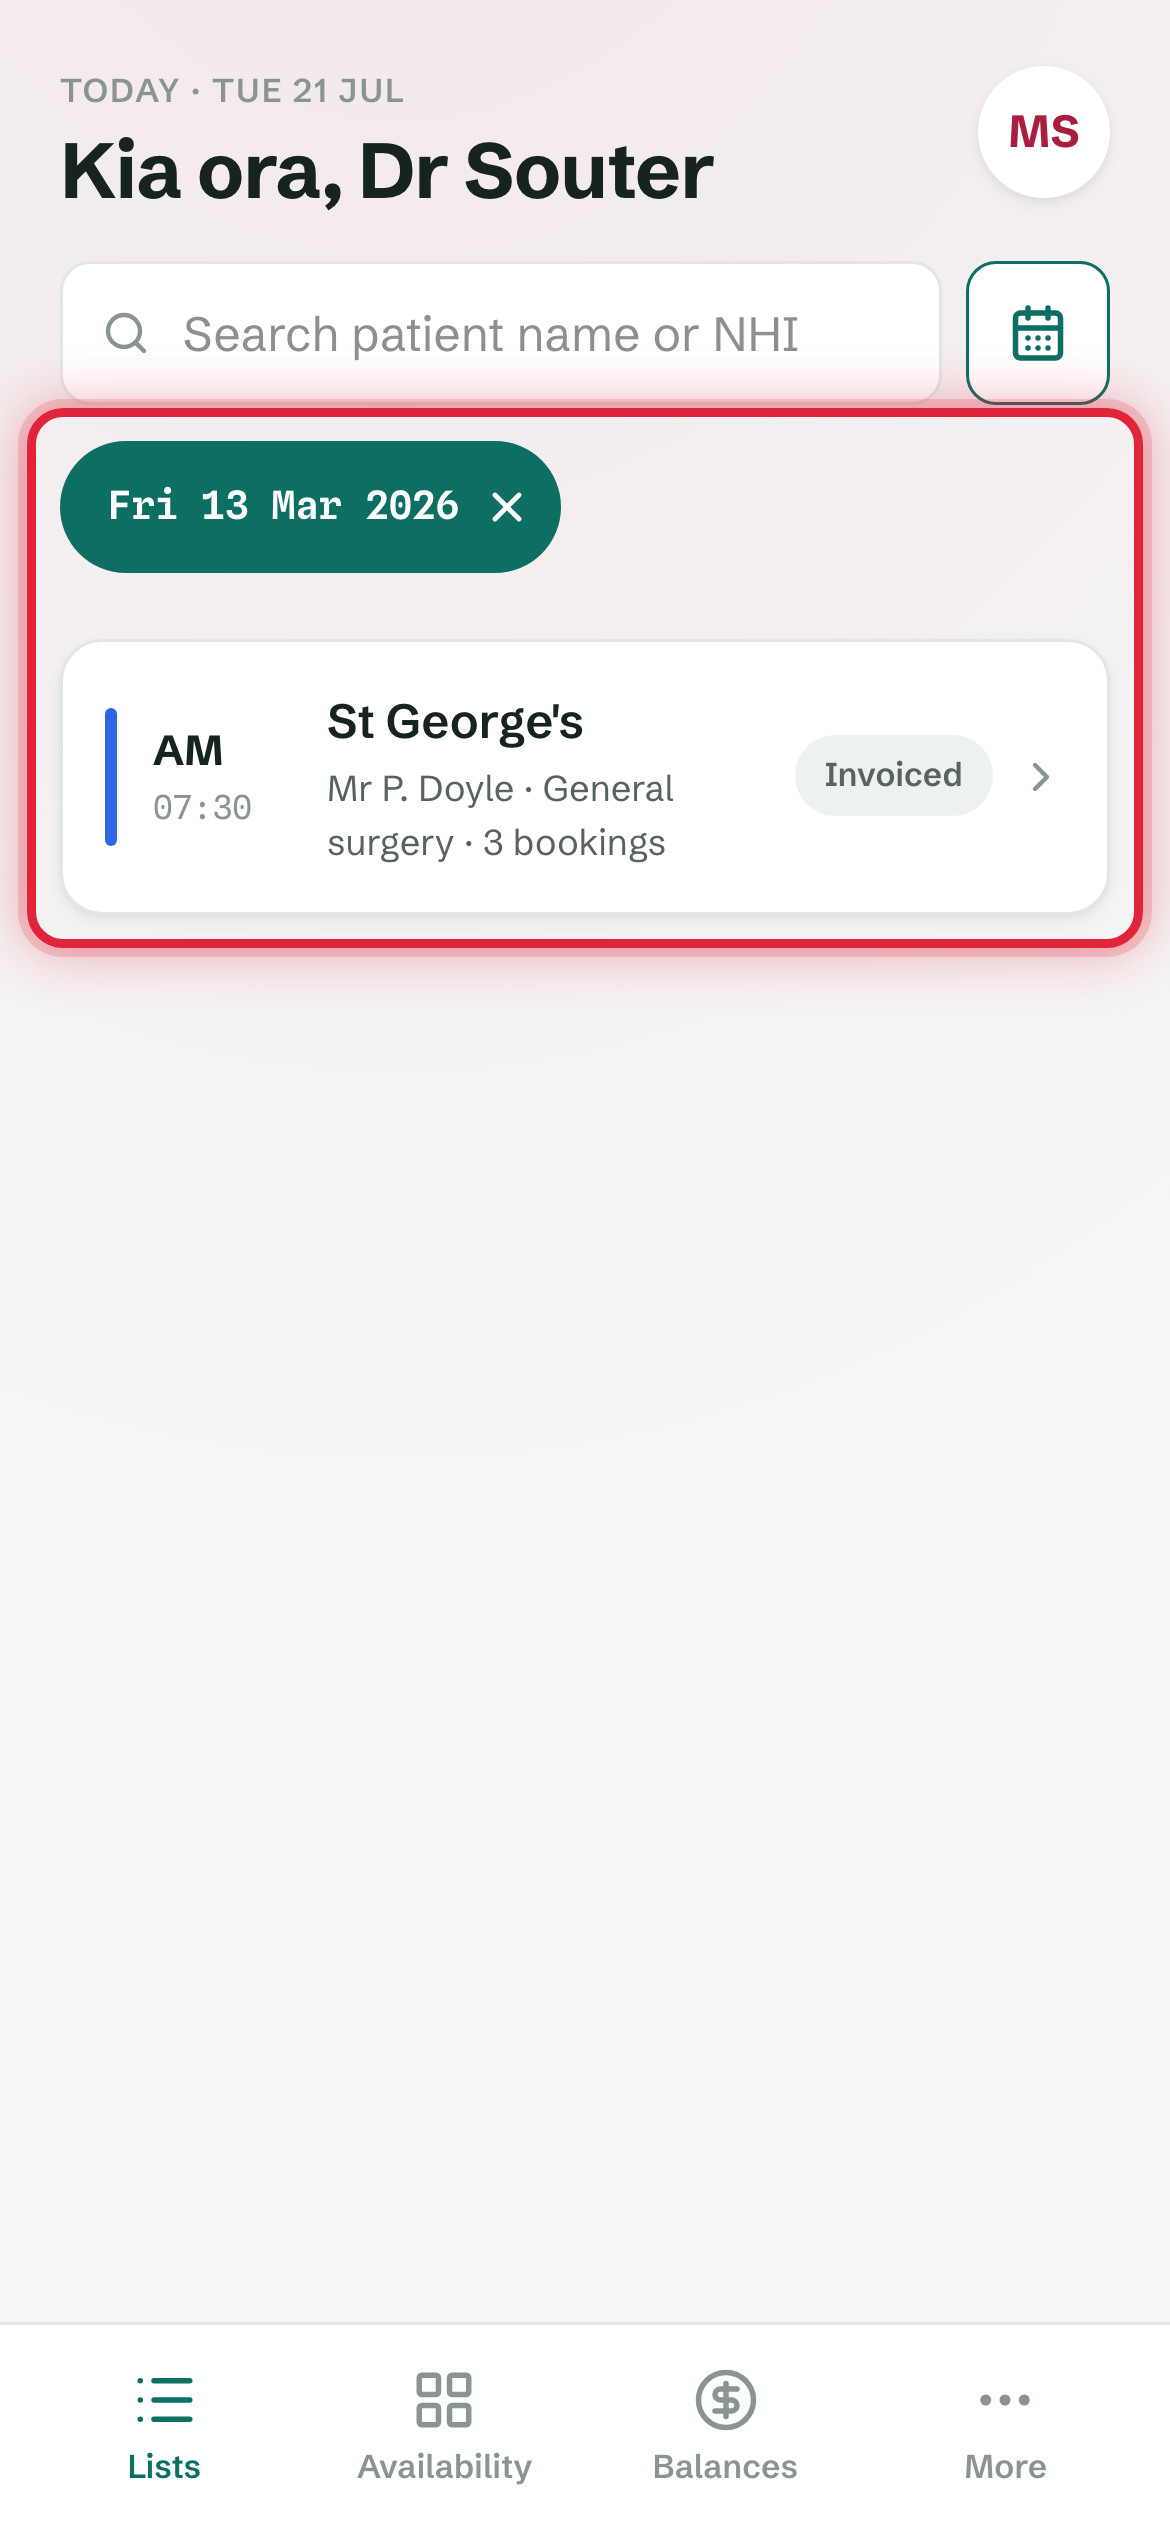 TODAY · TUE 21 JUL
Kia ora, Dr Souter
MS
Search patient name or NHI
Fri 13 Mar 2026
AM
07:30
St George's
Mr P. Doyle · General
surgery · 3 bookings
Invoiced
Lists
Availability
Balances
More